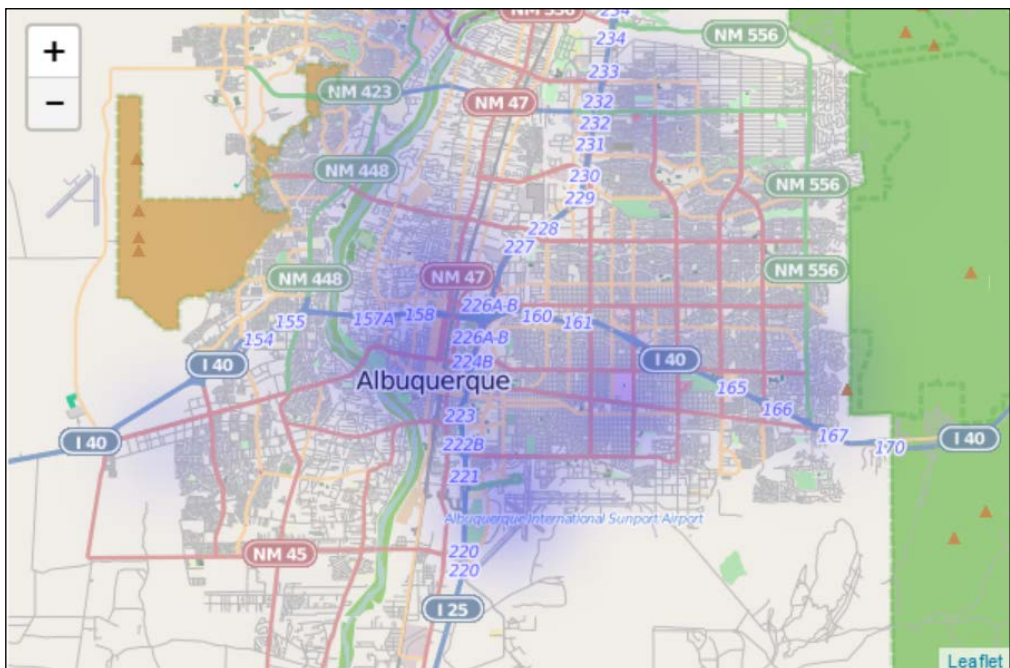 +
−
NM 556
234
234
NM 556
233
NM 423
NM 47
232
232
231
NM 448
230
NM 556
229
228
227
NM 448
NM 47
NM 556
226A-B
155
157A
158
160
161
154
226A-B
I 40
224B
I 40
Albuquerque
165
223
166
I 40
222B
167
170
I 40
221
Albuquerque International Sunport Airport
NM 45
220
220
I 25
Leaflet